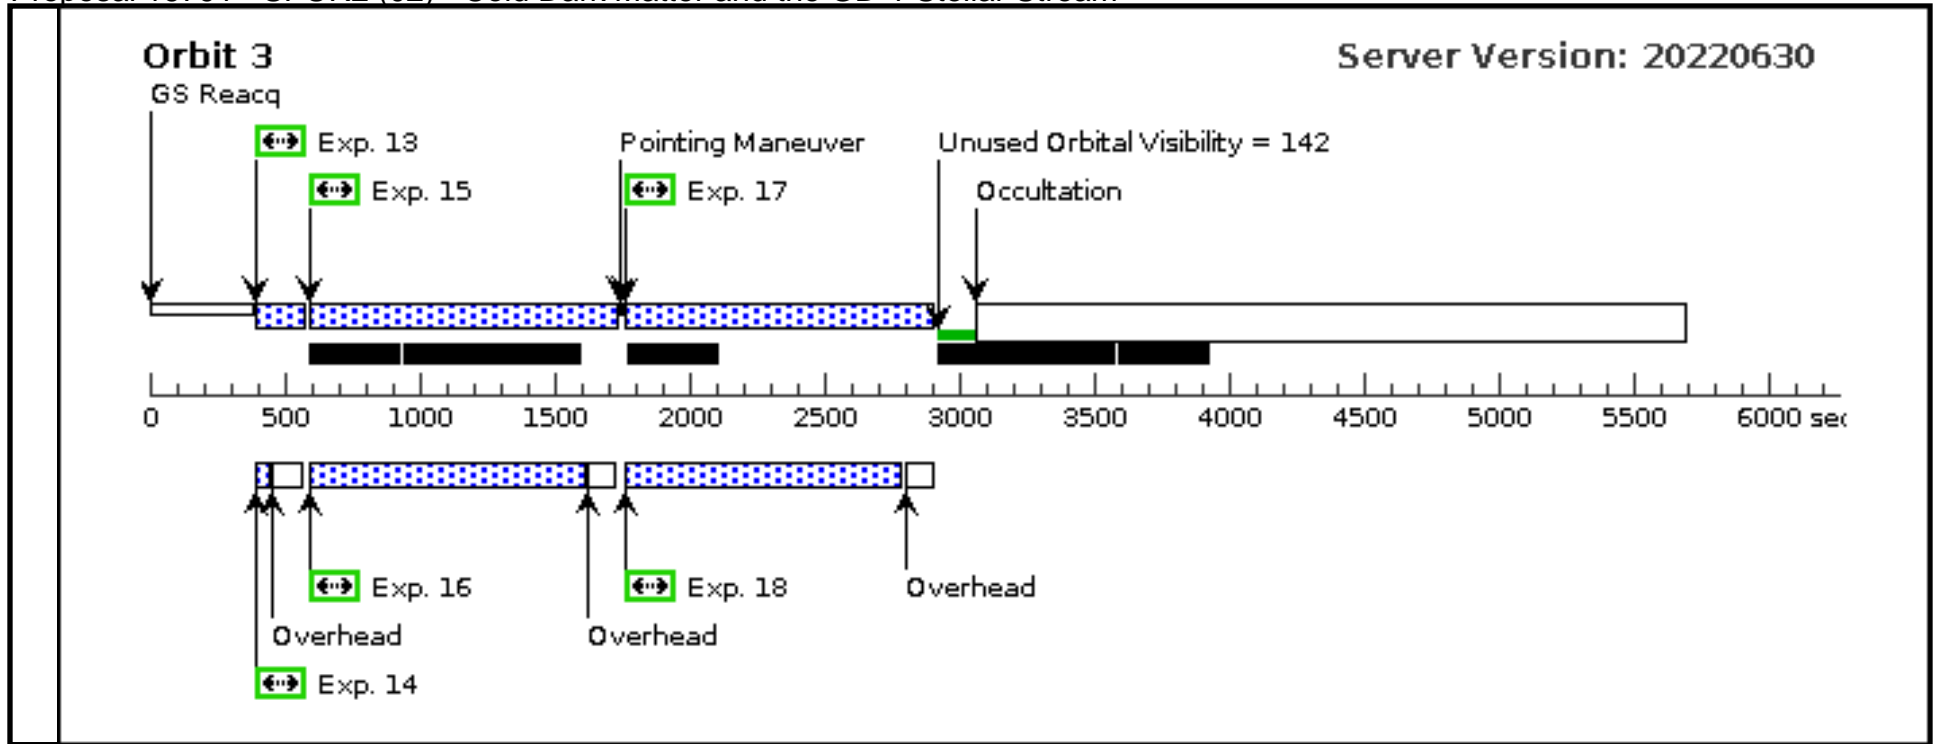 Orbit 3
Server Version: 20220630
GS Reacq
Exp. 13
Pointing Maneuver
Unused Orbital Visibility = 142
Exp. 15
Exp. 17
Occultation
0 500 1000 1500 2000 2500 3000 3500 4000 4500 5000 5500 6000 sec
Exp. 16
Exp. 18
Overhead
Overhead
Overhead
Exp. 14